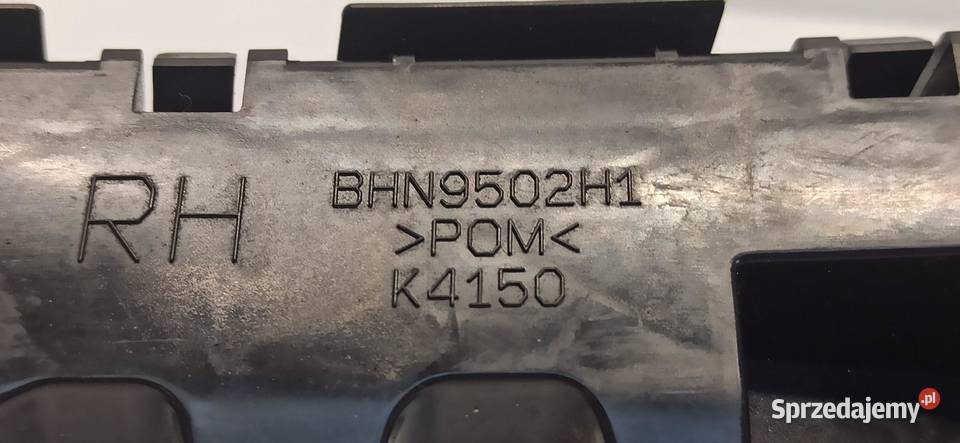 RH
BHN9502H1
>POM<
K4150
Sprzedajemy.pl